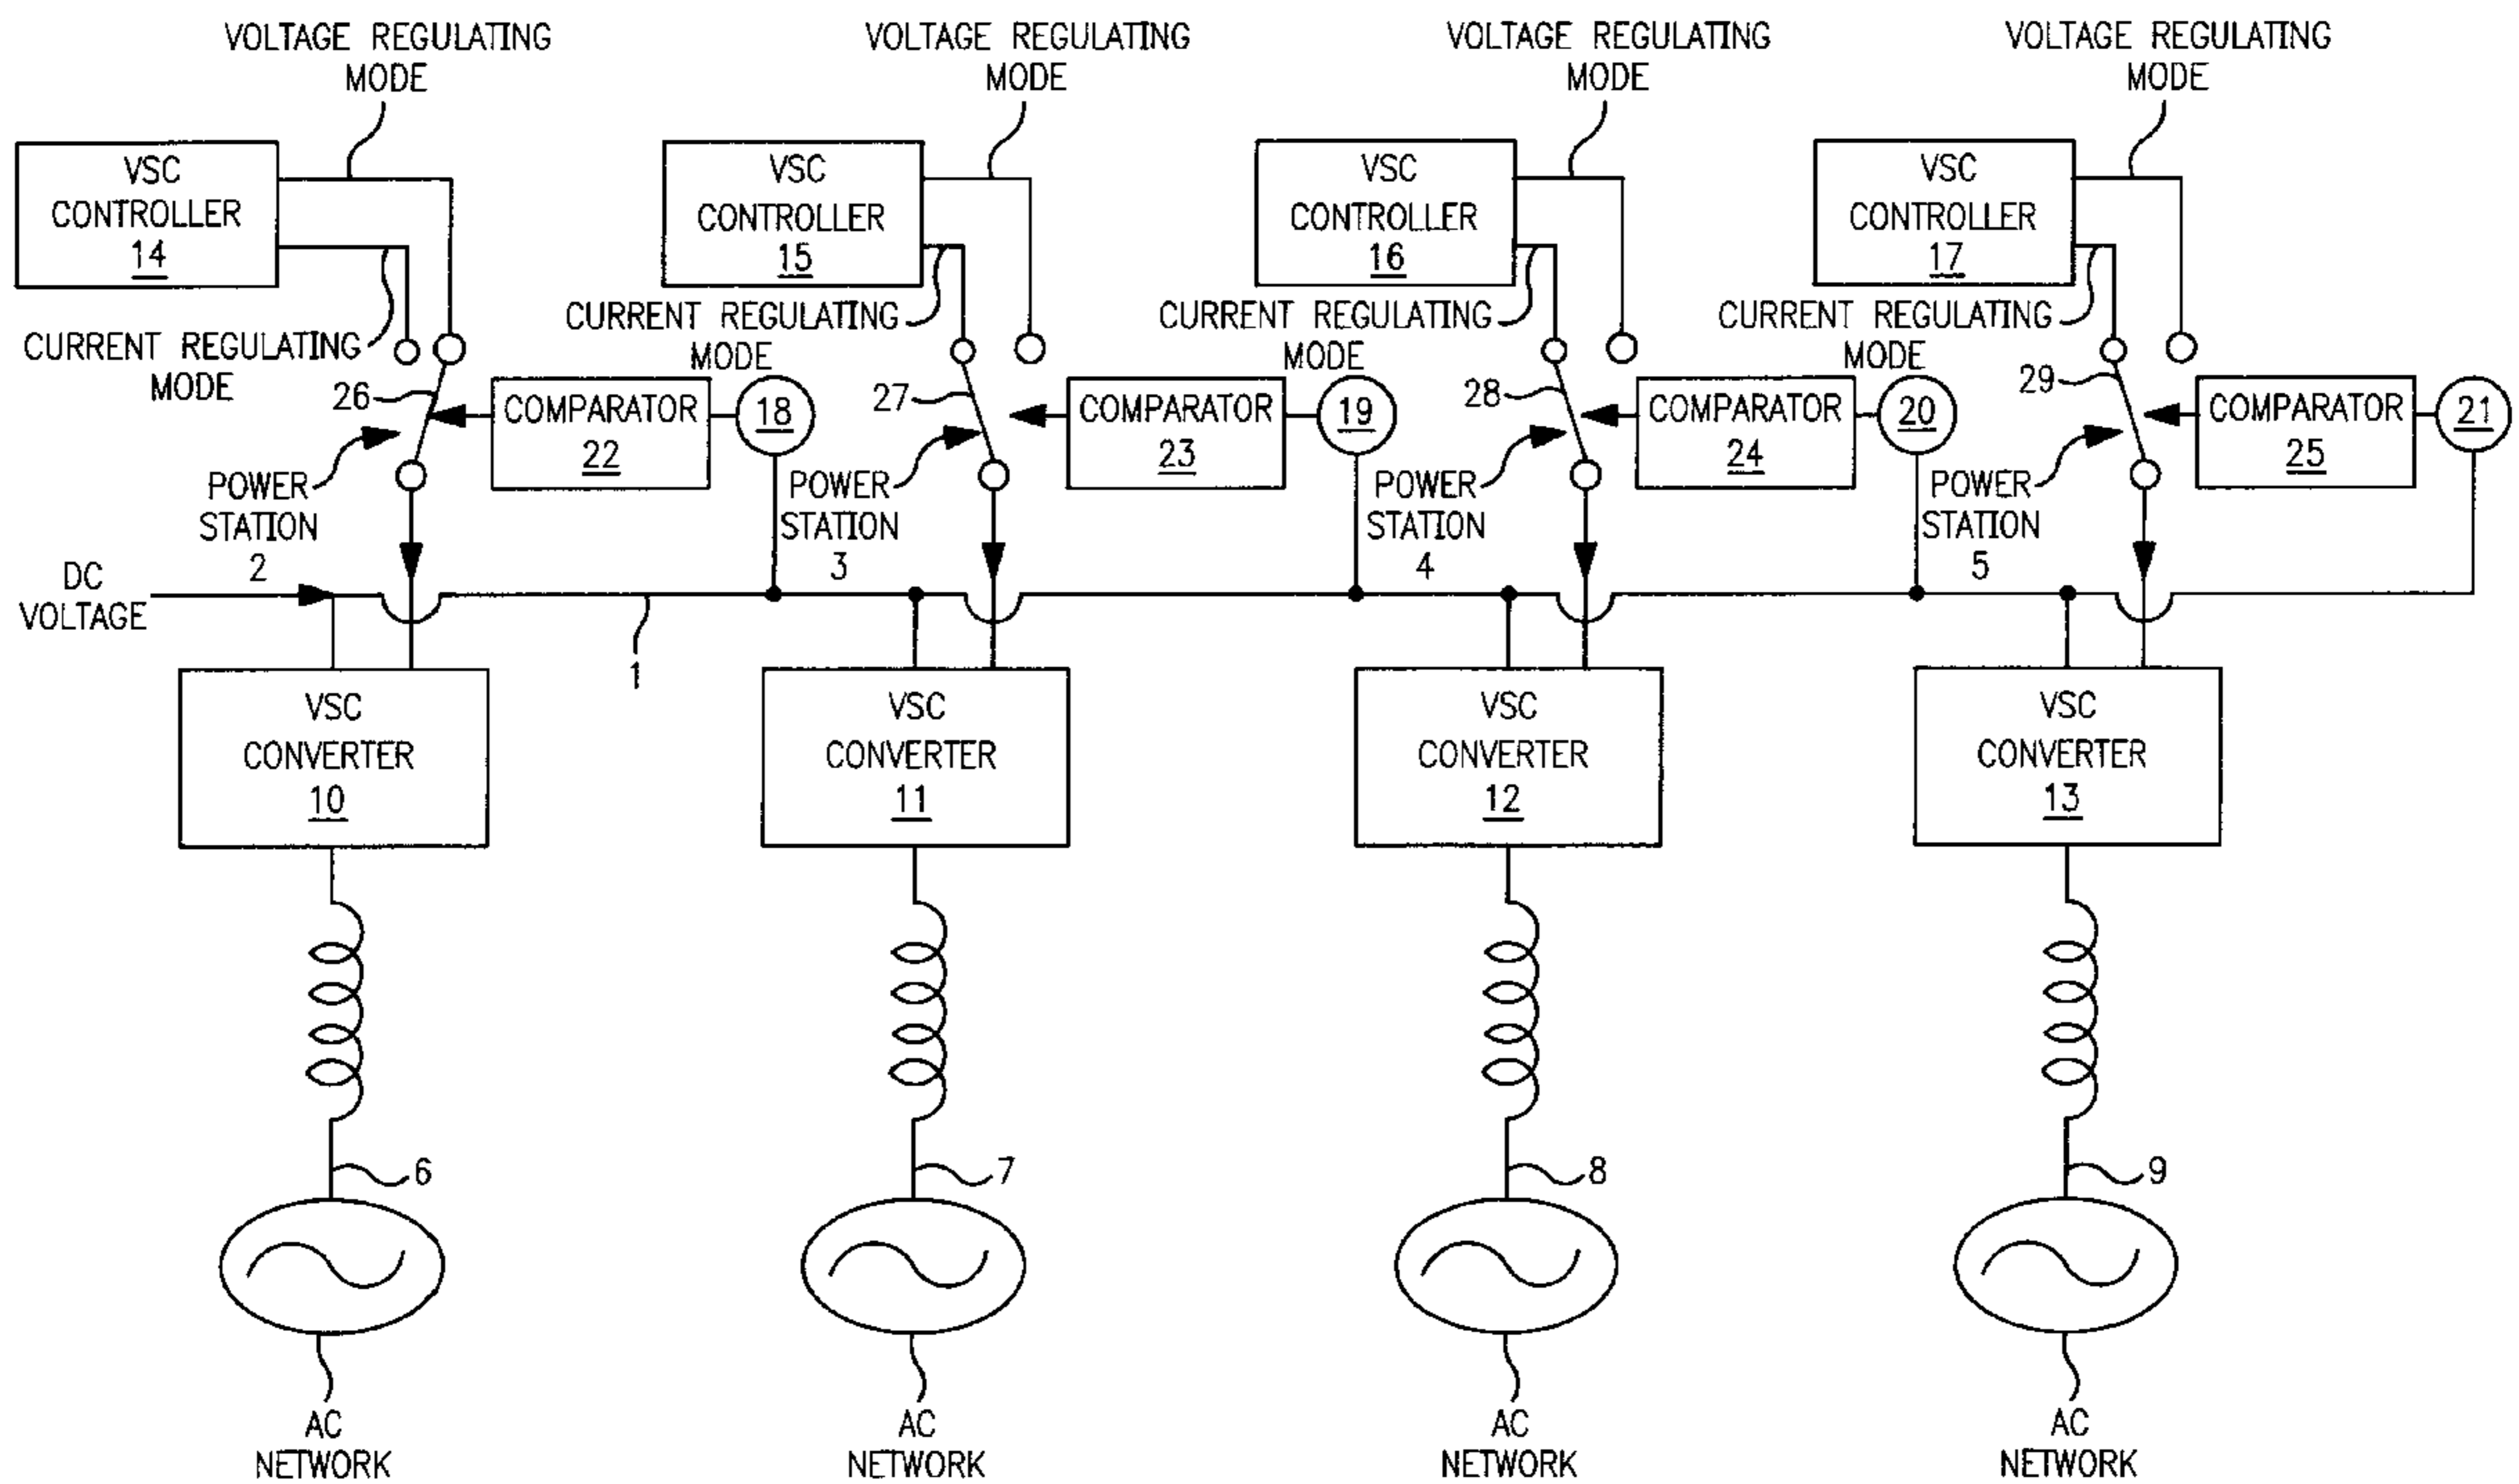 VOLTAGE REGULATING
MODE
VOLTAGE REGULATING
MODE
VOLTAGE REGULATING
MODE
VOLTAGE REGULATING
MODE
VSC
CONTROLLER
14
VSC
CONTROLLER
15
VSC
CONTROLLER
16
VSC
CONTROLLER
17
CURRENT REGULATING
MODE
CURRENT REGULATING
MODE
CURRENT REGULATING
MODE
CURRENT REGULATING
MODE
26
COMPARATOR
22
18
27
COMPARATOR
23
19
28
COMPARATOR
24
20
29
COMPARATOR
25
21
POWER
STATION
2
POWER
STATION
3
POWER
STATION
4
POWER
STATION
5
DC
VOLTAGE
1
VSC
CONVERTER
10
VSC
CONVERTER
11
VSC
CONVERTER
12
VSC
CONVERTER
13
6
7
8
9
AC
NETWORK
AC
NETWORK
AC
NETWORK
AC
NETWORK